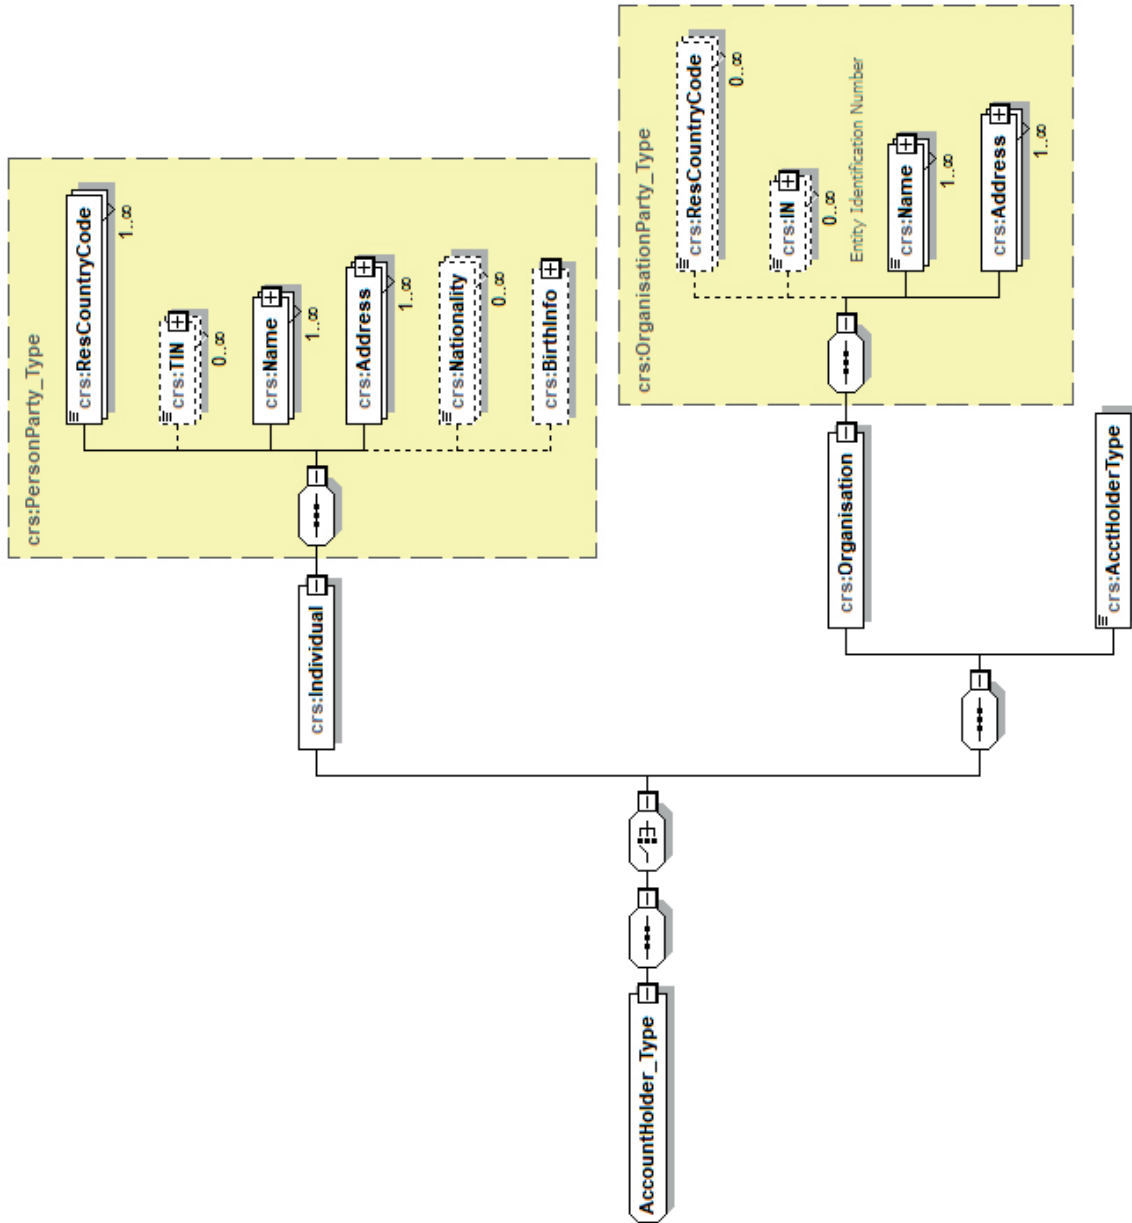 AccountHolder_Type
crs:Individual
crs:PersonParty_Type
crs:ResCountryCode
1..∞
crs:TIN
0..∞
crs:Name
1..∞
crs:Address
1..∞
crs:Nationality
0..∞
crs:BirthInfo
crs:Organisation
crs:OrganisationParty_Type
crs:ResCountryCode
0..∞
crs:IN
0..∞
Entity Identification Number
crs:Name
1..∞
crs:Address
1..∞
crs:AcctHolderType